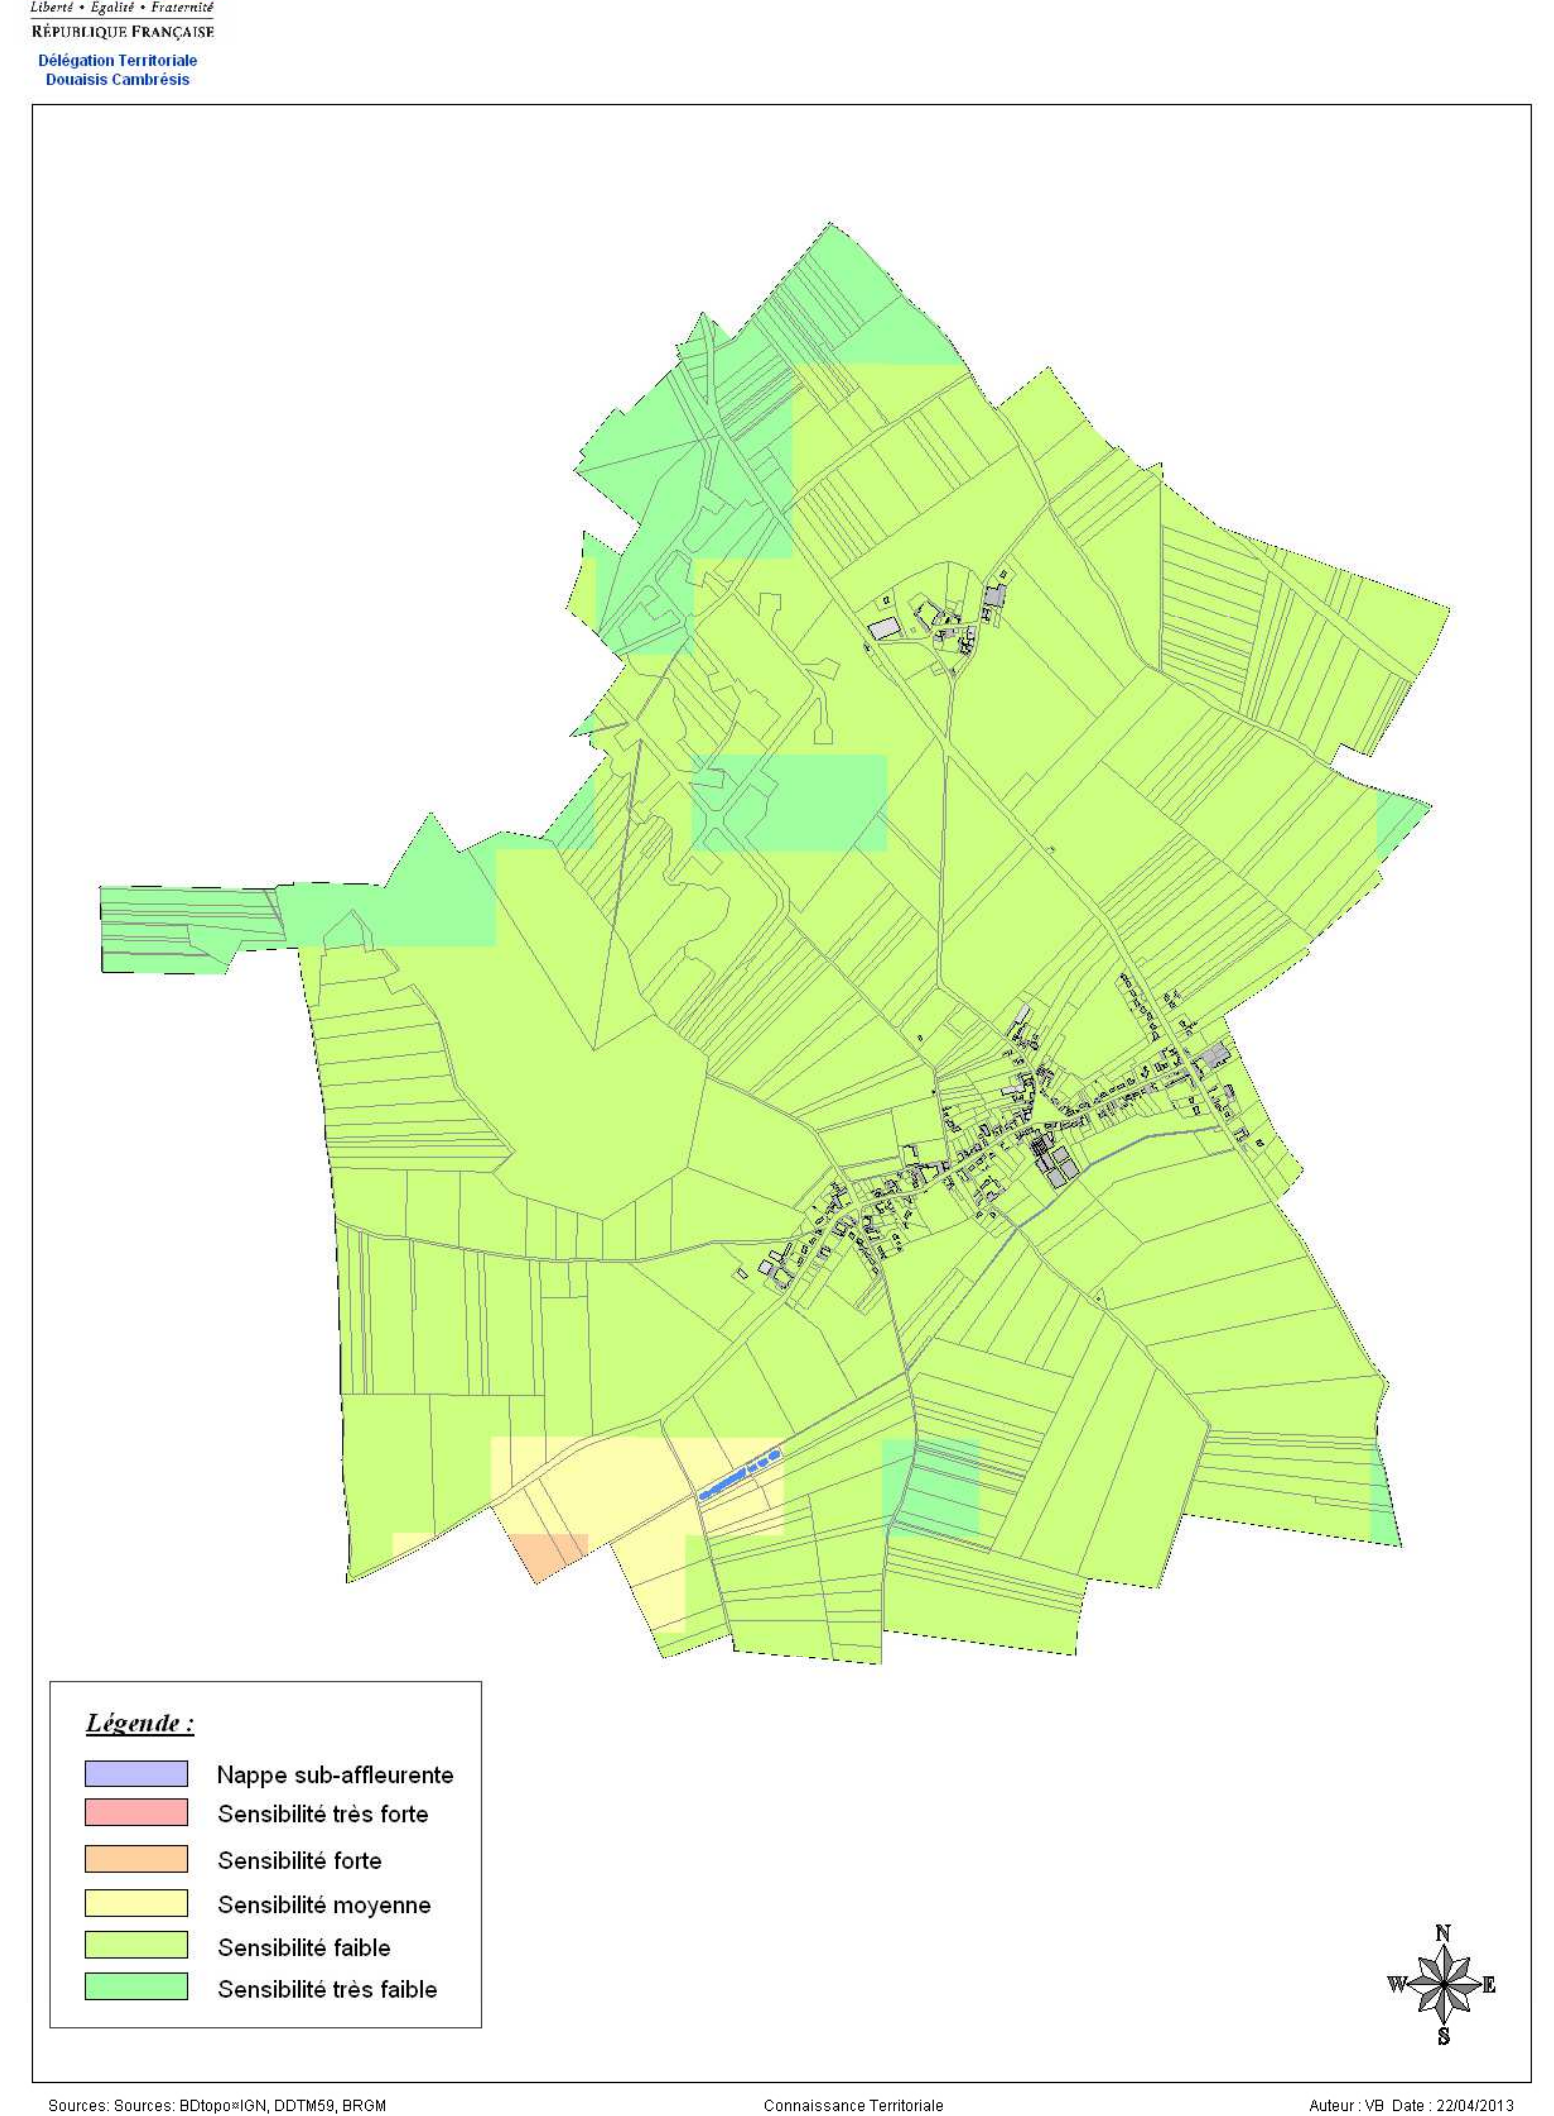 Liberté • Egalité • Fraternité
RÉPUBLIQUE FRANÇAISE
Délégation Territoriale
Douaisis Cambrésis
Légende :
Nappe sub-affleurente
Sensibilité très forte
Sensibilité forte
Sensibilité moyenne
Sensibilité faible
Sensibilité très faible
N
W E
S
Sources: Sources: BDtopo¤IGN, DDTM59, BRGM
Connaissance Territoriale
Auteur : VB Date : 22/04/2013